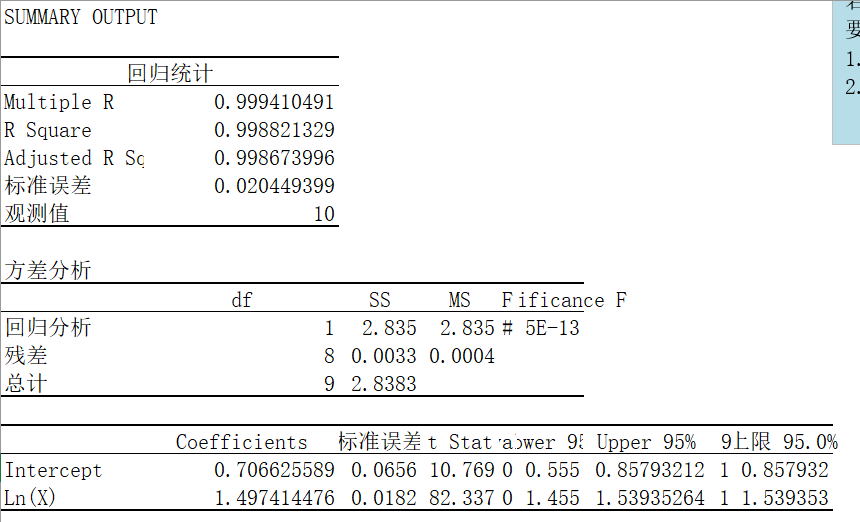 SUMMARY OUTPUT
回归统计
Multiple R 0.999410491
R Square 0.998821329
Adjusted R Sq 0.998673996
标准误差 0.020449399
观测值 10
方差分析
df SS MS F ificance F
回归分析 1 2.835 2.835 # 5E-13
残差 8 0.0033 0.0004
总计 9 2.8383
Coefficients 标准误差 t Stat wer 95 Upper 95% 上限 95.0%
Intercept 0.706625589 0.0656 10.769 0 0.555 0.85793212 1 0.857932
Ln(X) 1.497414476 0.0182 82.337 0 1.455 1.53935264 1 1.539353
要
1.
2.